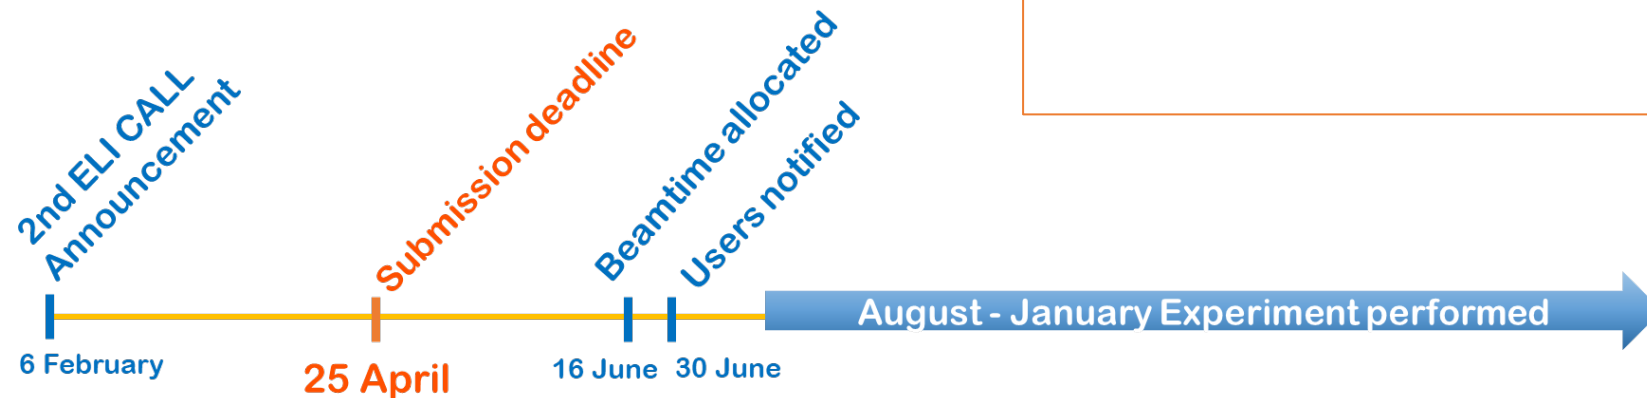 2nd ELI CALL
Announcement
Submission deadline
Beamtime allocated
Users notified
August - January Experiment performed
6 February
25 April
16 June
30 June